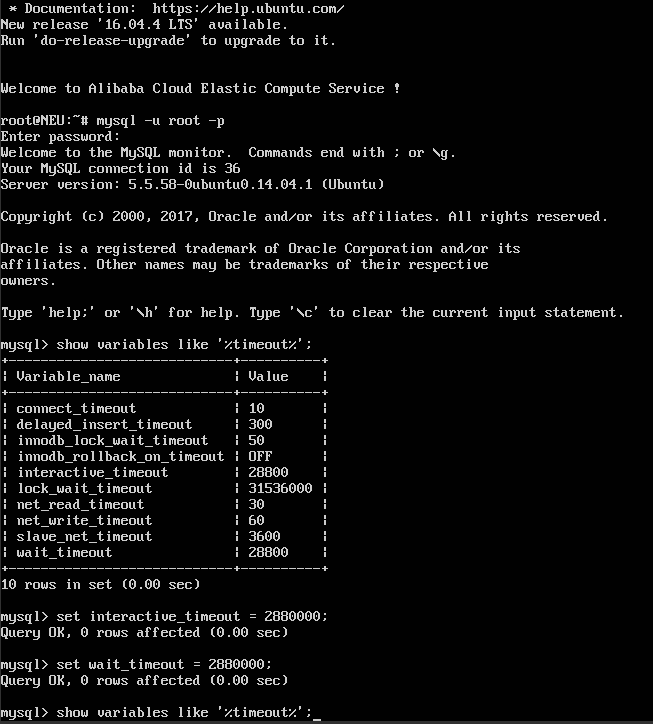 * Documentation:  https://help.ubuntu.com/
New release '16.04.4 LTS' available.
Run 'do-release-upgrade' to upgrade to it.
Welcome to Alibaba Cloud Elastic Compute Service !
root@NEU:~# mysql -u root -p
Enter password:
Welcome to the MySQL monitor.  Commands end with ; or \g.
Your MySQL connection id is 36
Server version: 5.5.58-0ubuntu0.14.04.1 (Ubuntu)
Copyright (c) 2000, 2017, Oracle and/or its affiliates. All rights reserved.
Oracle is a registered trademark of Oracle Corporation and/or its
affiliates. Other names may be trademarks of their respective
owners.
Type 'help;' or '\h' for help. Type '\c' to clear the current input statement.
mysql> show variables like '%timeout%';
+----------------------------+----------+
| Variable_name              | Value    |
+----------------------------+----------+
| connect_timeout            | 10       |
| delayed_insert_timeout     | 300      |
| innodb_lock_wait_timeout   | 50       |
| innodb_rollback_on_timeout | OFF      |
| interactive_timeout        | 28800    |
| lock_wait_timeout          | 31536000 |
| net_read_timeout           | 30       |
| net_write_timeout          | 60       |
| slave_net_timeout          | 3600     |
| wait_timeout               | 28800    |
+----------------------------+----------+
10 rows in set (0.00 sec)
mysql> set interactive_timeout = 2880000;
Query OK, 0 rows affected (0.00 sec)
mysql> set wait_timeout = 2880000;
Query OK, 0 rows affected (0.00 sec)
mysql> show variables like '%timeout%';_